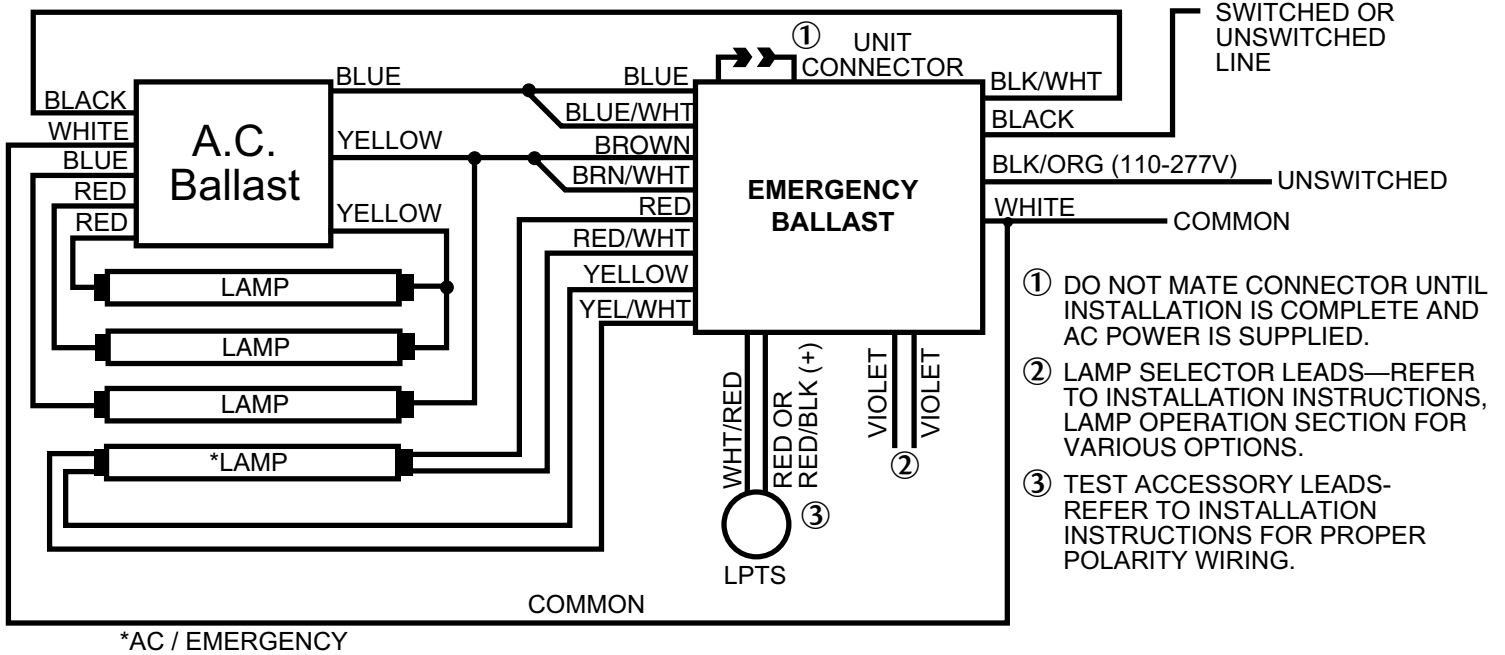 SWITCHED OR
UNSWITCHED
LINE
① UNIT
CONNECTOR
BLACK
WHITE
BLUE
RED
RED
A.C.
Ballast
BLUE
YELLOW
YELLOW
BLUE
BLUE/WHT
BROWN
BRN/WHT
RED
RED/WHT
YELLOW
YEL/WHT
EMERGENCY
BALLAST
BLK/WHT
BLACK
BLK/ORG (110-277V)
UNSWITCHED
WHITE
COMMON
LAMP
LAMP
LAMP
*LAMP
WHT/RED
RED OR
RED/BLK (+)
③
LPTS
VIOLET
VIOLET
②
① DO NOT MATE CONNECTOR UNTIL
INSTALLATION IS COMPLETE AND
AC POWER IS SUPPLIED.
② LAMP SELECTOR LEADS—REFER
TO INSTALLATION INSTRUCTIONS,
LAMP OPERATION SECTION FOR
VARIOUS OPTIONS.
③ TEST ACCESSORY LEADS-
REFER TO INSTALLATION
INSTRUCTIONS FOR PROPER
POLARITY WIRING.
COMMON
*AC / EMERGENCY